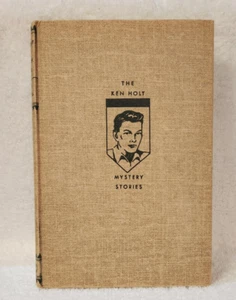 THE
KEN HOLT
MYSTERY
STORIES